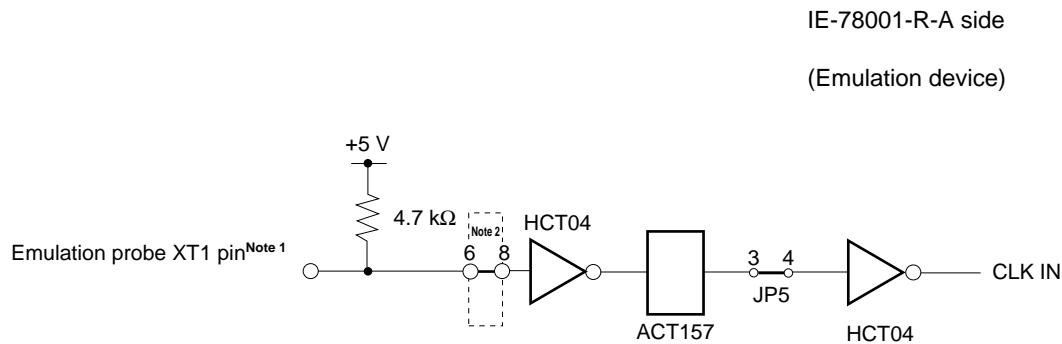 IE-78001-R-A side
(Emulation device)
+5 V
4.7 kΩ
Note 2
HCT04
Emulation probe XT1 pinNote 1
6 8
3 4
CLK IN
JP5
ACT157
HCT04